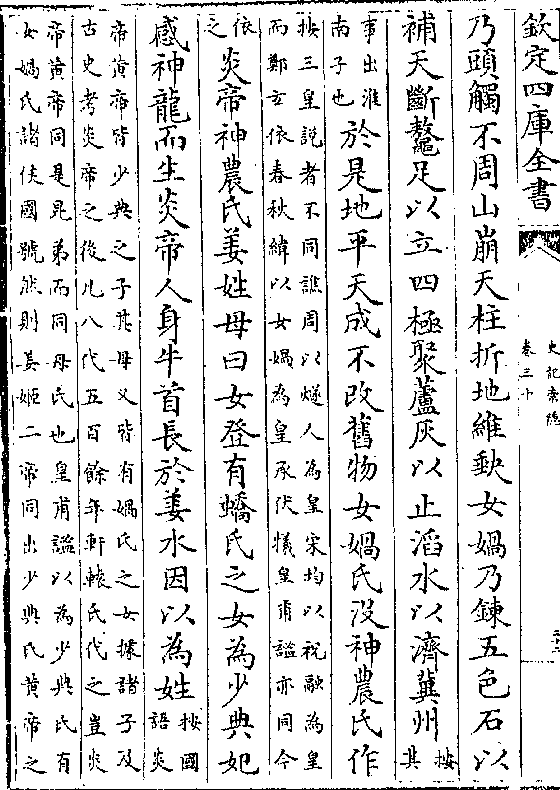 欽定四庫全書
史記索隱
卷三十
乃頭觸不周山崩天柱折地維缺女媧乃鍊五色石以
補天斷鼇足以立四極聚蘆灰以止滔水以濟冀州
按
其
事出淮
南子也
於是地平天成不改舊物女媧氏沒神農氏作
按三皇說者不同譙周以燧人為皇宋均以祝融為皇
而鄭玄依春秋緯以女媧為皇承伏犧皇甫謐亦同今
依
之
炎帝神農氏姜姓母曰女登有蟜氏之女為少典妃
感神龍而生炎帝人身牛首長於姜水因以為姓
按國
語炎
帝黃帝皆少典之子其母又皆有媧氏之女據諸子及
古史考炎帝之後凡八代五百餘年軒轅氏代之豈炎
帝黃帝同是昆弟而同母氏也皇甫謐以為少典氏有
女媧氏諸侯國號然則姜姬二帝同出少典氏黃帝之